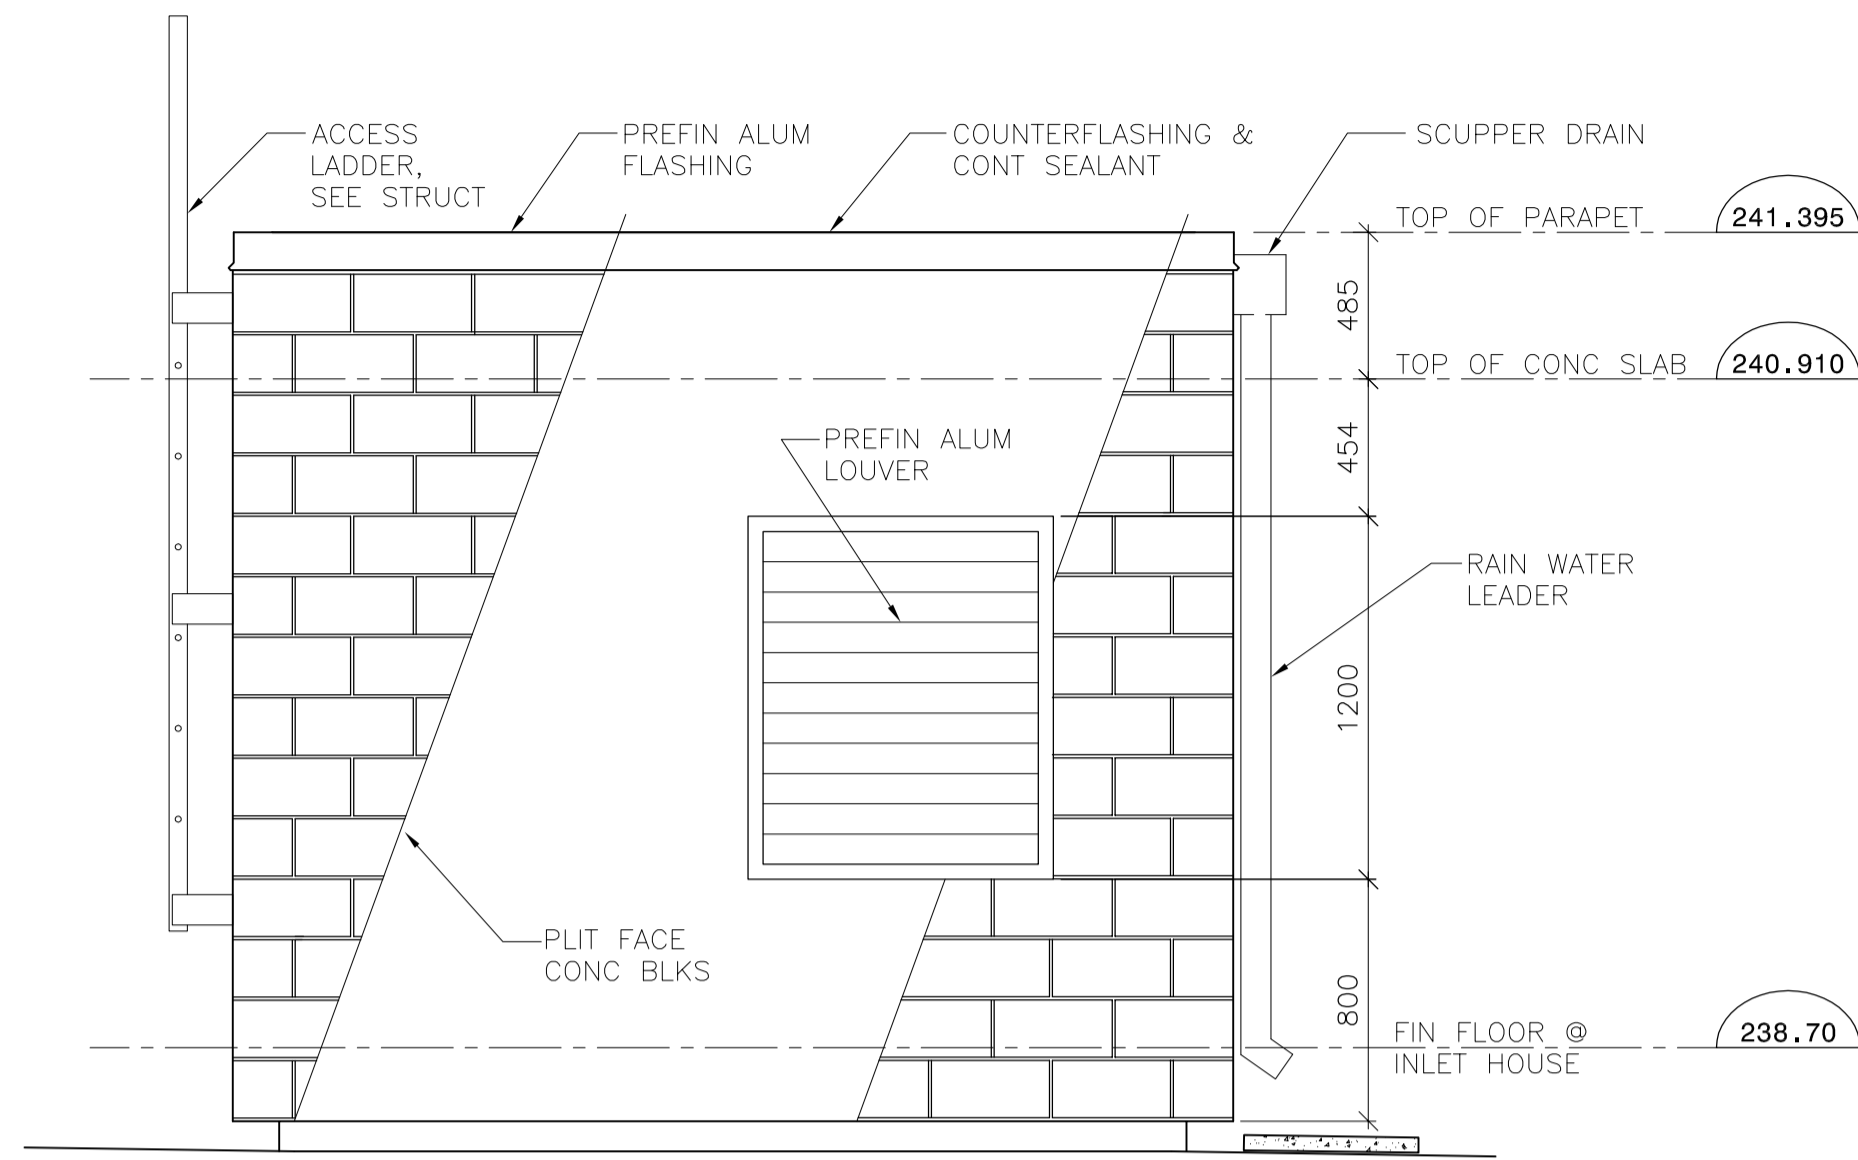 ACCESS
LADDER,
SEE STRUCT
PREFIN ALUM
FLASHING
COUNTERFLASHING &
CONT SEALANT
SCUPPER DRAIN
TOP OF PARAPET
241.395
485
TOP OF CONC SLAB
240.910
454
PREFIN ALUM
LOUVER
RAIN WATER
LEADER
1200
PLIT FACE
CONC BLKS
800
FIN FLOOR @
INLET HOUSE
238.70